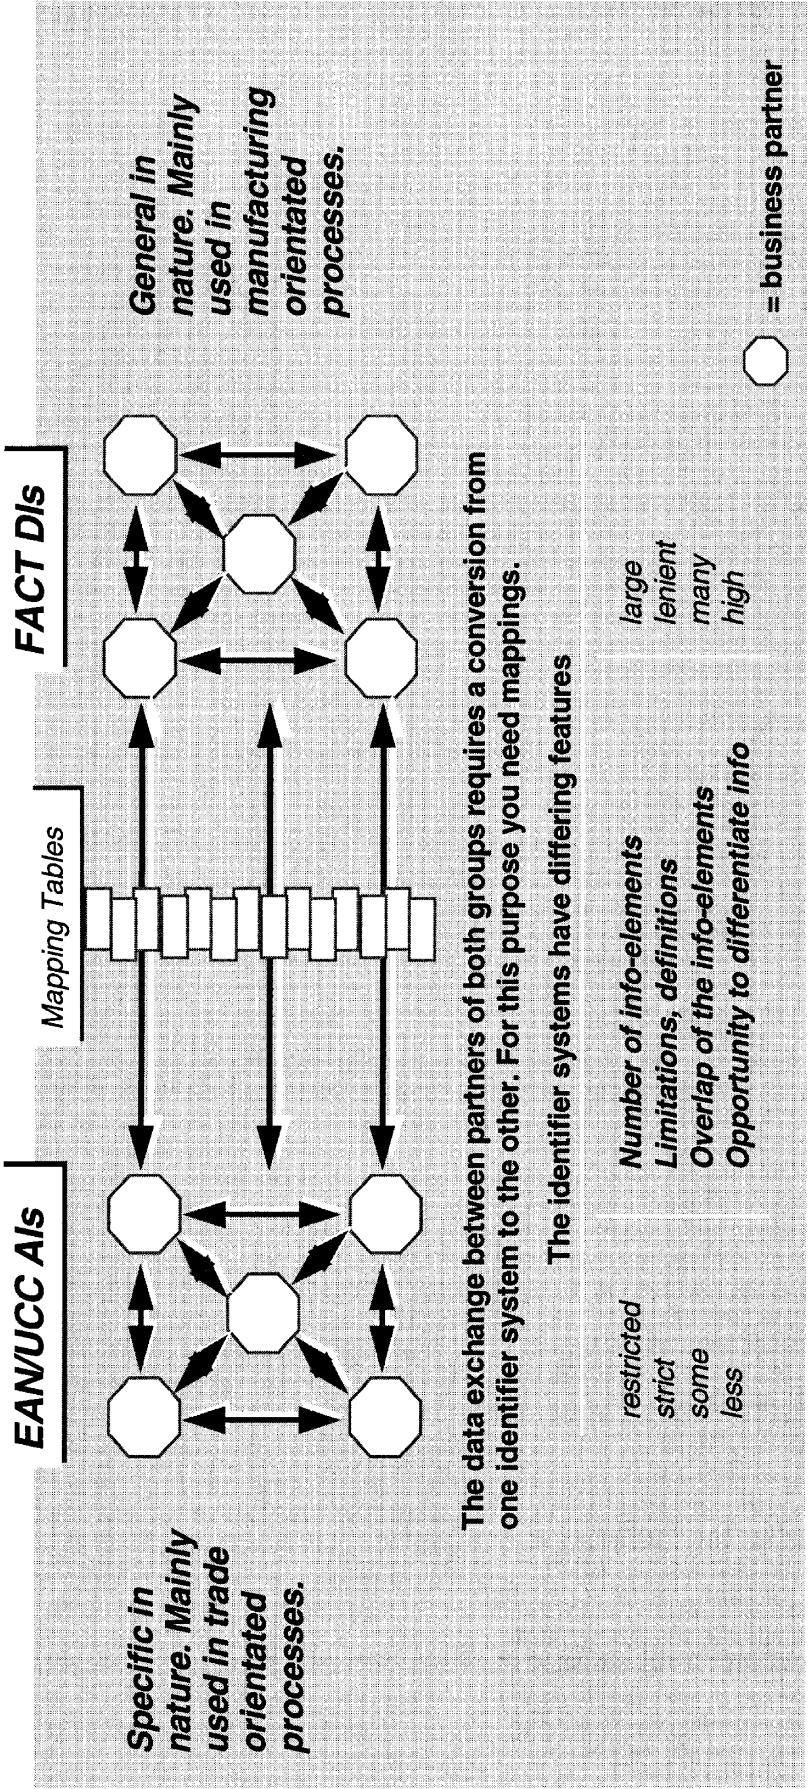 EAN/UCC AIs
Mapping Tables
FACT DIs
Specific in
nature. Mainly
used in trade
orientated
processes.
General in
nature. Mainly
used in
manufacturing
orientated
processes.
The data exchange between partners of both groups requires a conversion from
one identifier system to the other. For this purpose you need mappings.
The identifier systems have differing features
restricted
strict
some
less
Number of info-elements
Limitations, definitions
Overlap of the info-elements
Opportunity to differentiate info
large
lenient
many
high
= business partner